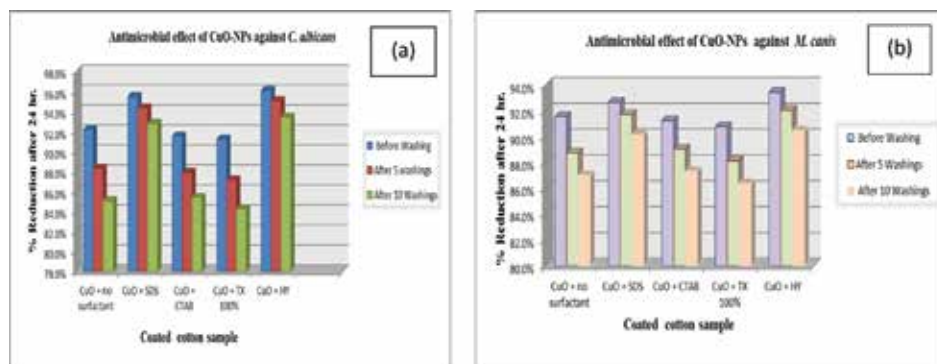 Antimicrobial effect of CuO-NPs against C. albicans
(a)
% Reduction after 24 hr.
98.0%
96.0%
94.0%
92.0%
90.0%
88.0%
86.0%
84.0%
82.0%
80.0%
78.0%
CuO + no surfactant
CuO + SDS
CuO + CTAB
CuO + TX 100%
CuO + HY
Coated cotton sample
Before Washing
After 5 washings
After 10 Washings
Antimicrobial effect of CuO-NPs against M. canis
(b)
% Reduction after 24 hr.
94.0%
92.0%
90.0%
88.0%
86.0%
84.0%
82.0%
80.0%
CuO + no surfactant
CuO + SDS
CuO + CTAB
CuO + TX 100%
CuO + HY
Coated cotton sample
Before Washing
After 5 Washings
After 10 Washings